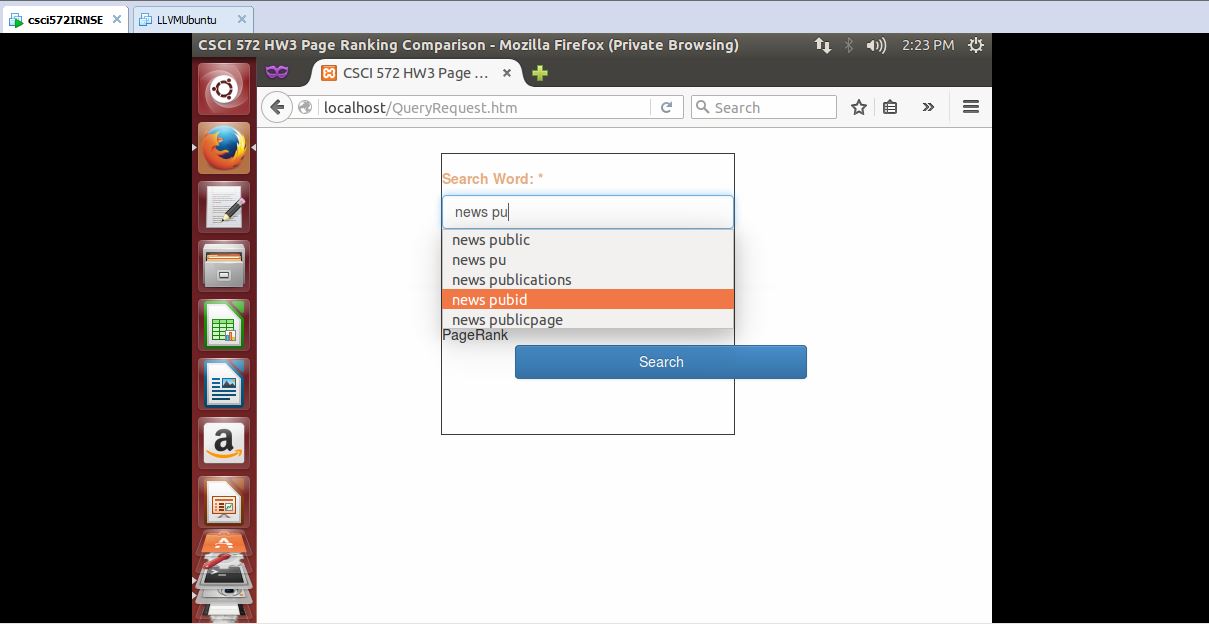 csci572IRNSE
LLVMUbuntu
CSCI 572 HW3 Page Ranking Comparison - Mozilla Firefox (Private Browsing)
2:23 PM
CSCI 572 HW3 Page ...
localhost/QueryRequest.htm
Search
Search Word: *
news pu
news public
news pu
news publications
news pubid
news publicpage
PageRank
Search